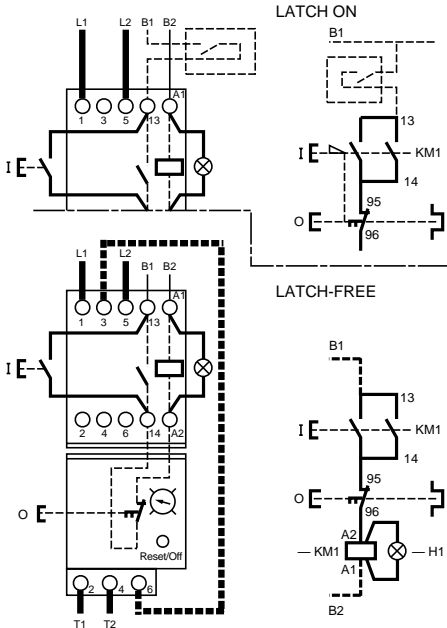 LATCH ON
L1 L2 B1 B2
B1
A1
1 3 5 13
13
I
I KM1
14
95
O
96
L1 L2 B1 B2
LATCH-FREE
A1
1 3 5 13
B1
I
13
I
14
KM1
2 4 6 14 A2
95
O
96
O
A2
KM1 H1
A1
Reset/Off
2 4 6
B2
T1 T2